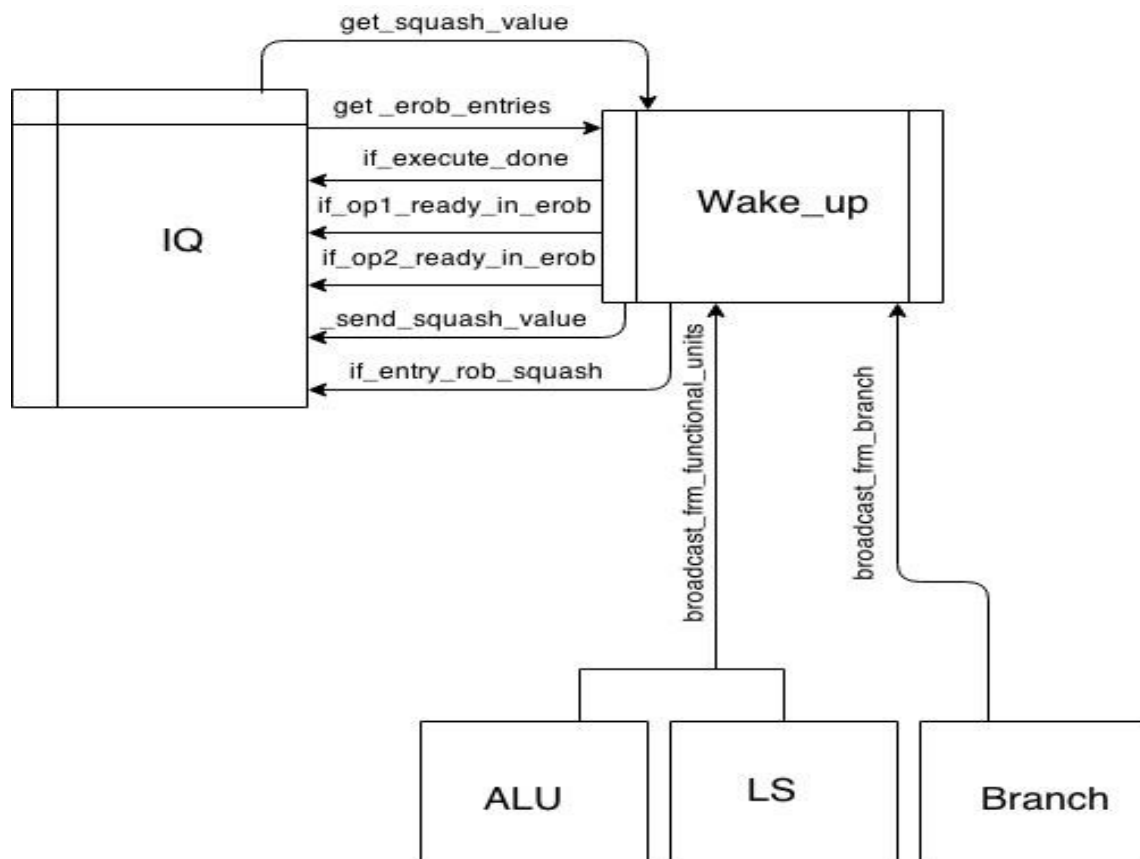 get_squash_value
get _erob_entries
if_execute_done
if_op1_ready_in_erob
if_op2_ready_in_erob
_send_squash_value
if_entry_rob_squash
IQ
Wake_up
broadcast_frm_functional_units
broadcast_frm_branch
ALU
LS
Branch